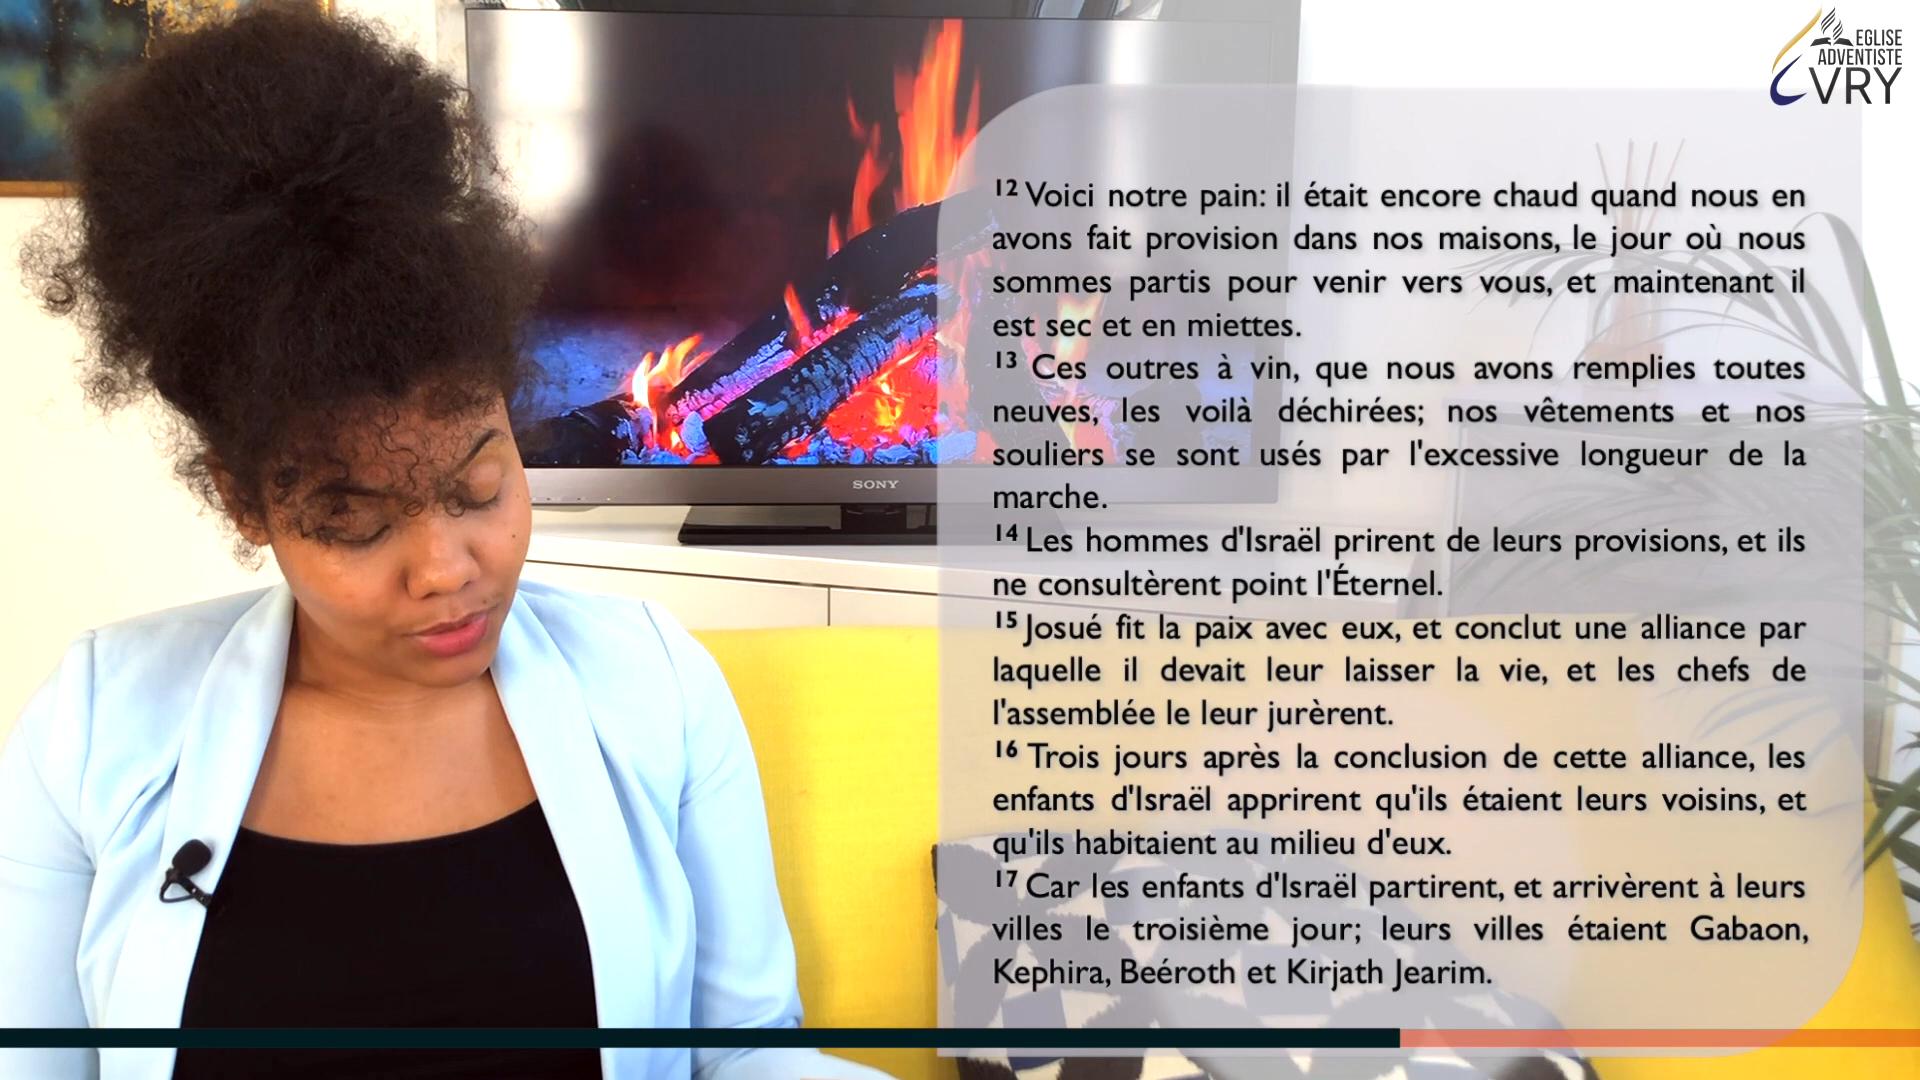 EGLISE
ADVENTISTE
VRY
12 Voici notre pain: il était encore chaud quand nous en
avons fait provision dans nos maisons, le jour où nous
sommes partis pour venir vers vous, et maintenant il
est sec et en miettes.
13 Ces outres à vin, que nous avons remplies toutes
neuves, les voilà déchirées; nos vêtements et nos
souliers se sont usés par l'excessive longueur de la
marche.
14 Les hommes d'Israël prirent de leurs provisions, et ils
ne consultèrent point l'Éternel.
15 Josué fit la paix avec eux, et conclut une alliance par
laquelle il devait leur laisser la vie, et les chefs de
l'assemblée le leur jurèrent.
16 Trois jours après la conclusion de cette alliance, les
enfants d'Israël apprirent qu'ils étaient leurs voisins, et
qu'ils habitaient au milieu d'eux.
17 Car les enfants d'Israël partirent, et arrivèrent à leurs
villes le troisième jour; leurs villes étaient Gabaon,
Kephira, Beéroth et Kirjath Jearim.
SONY